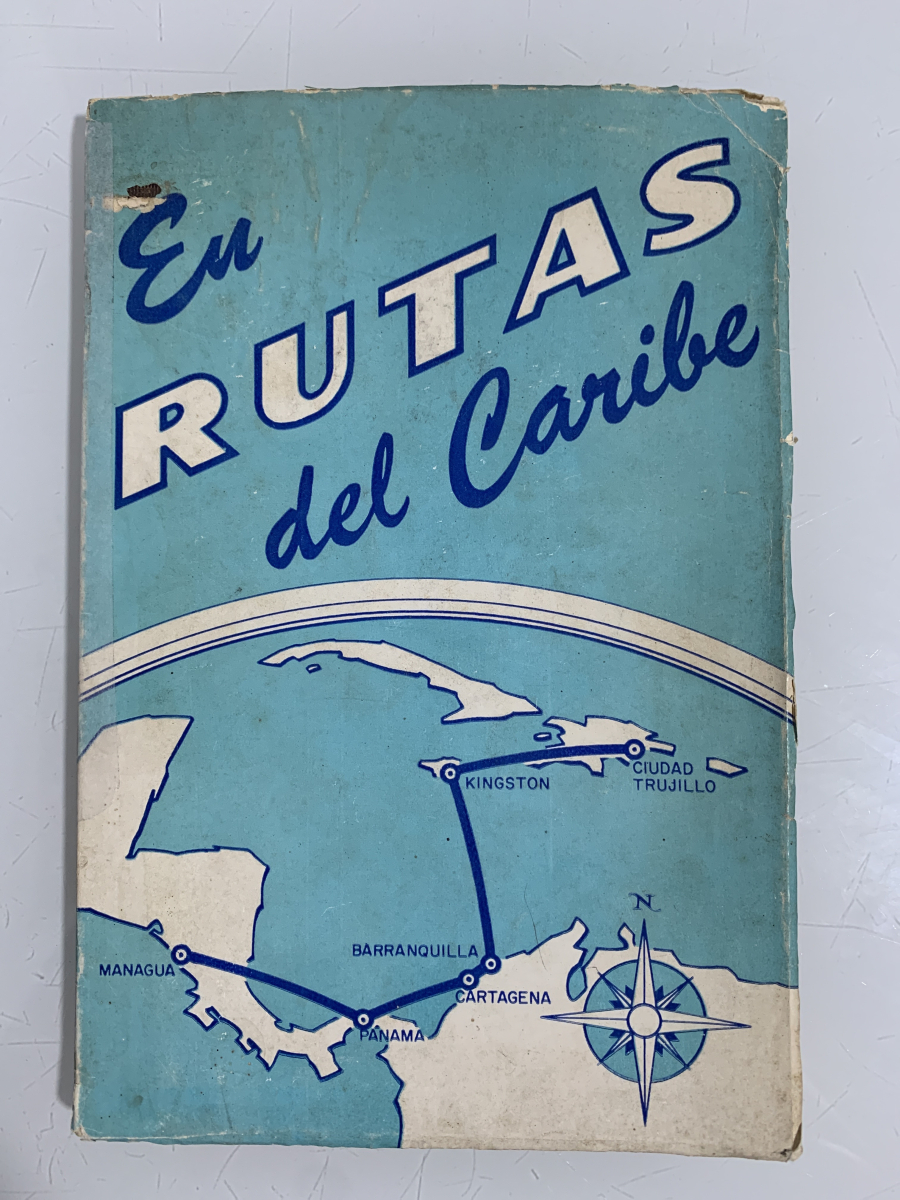 En
RUTAS
del Caribe
KINGSTON
CIUDAD
TRUJILLO
BARRANQUILLA
MANAGUA
CARTAGENA
PANAMA
N